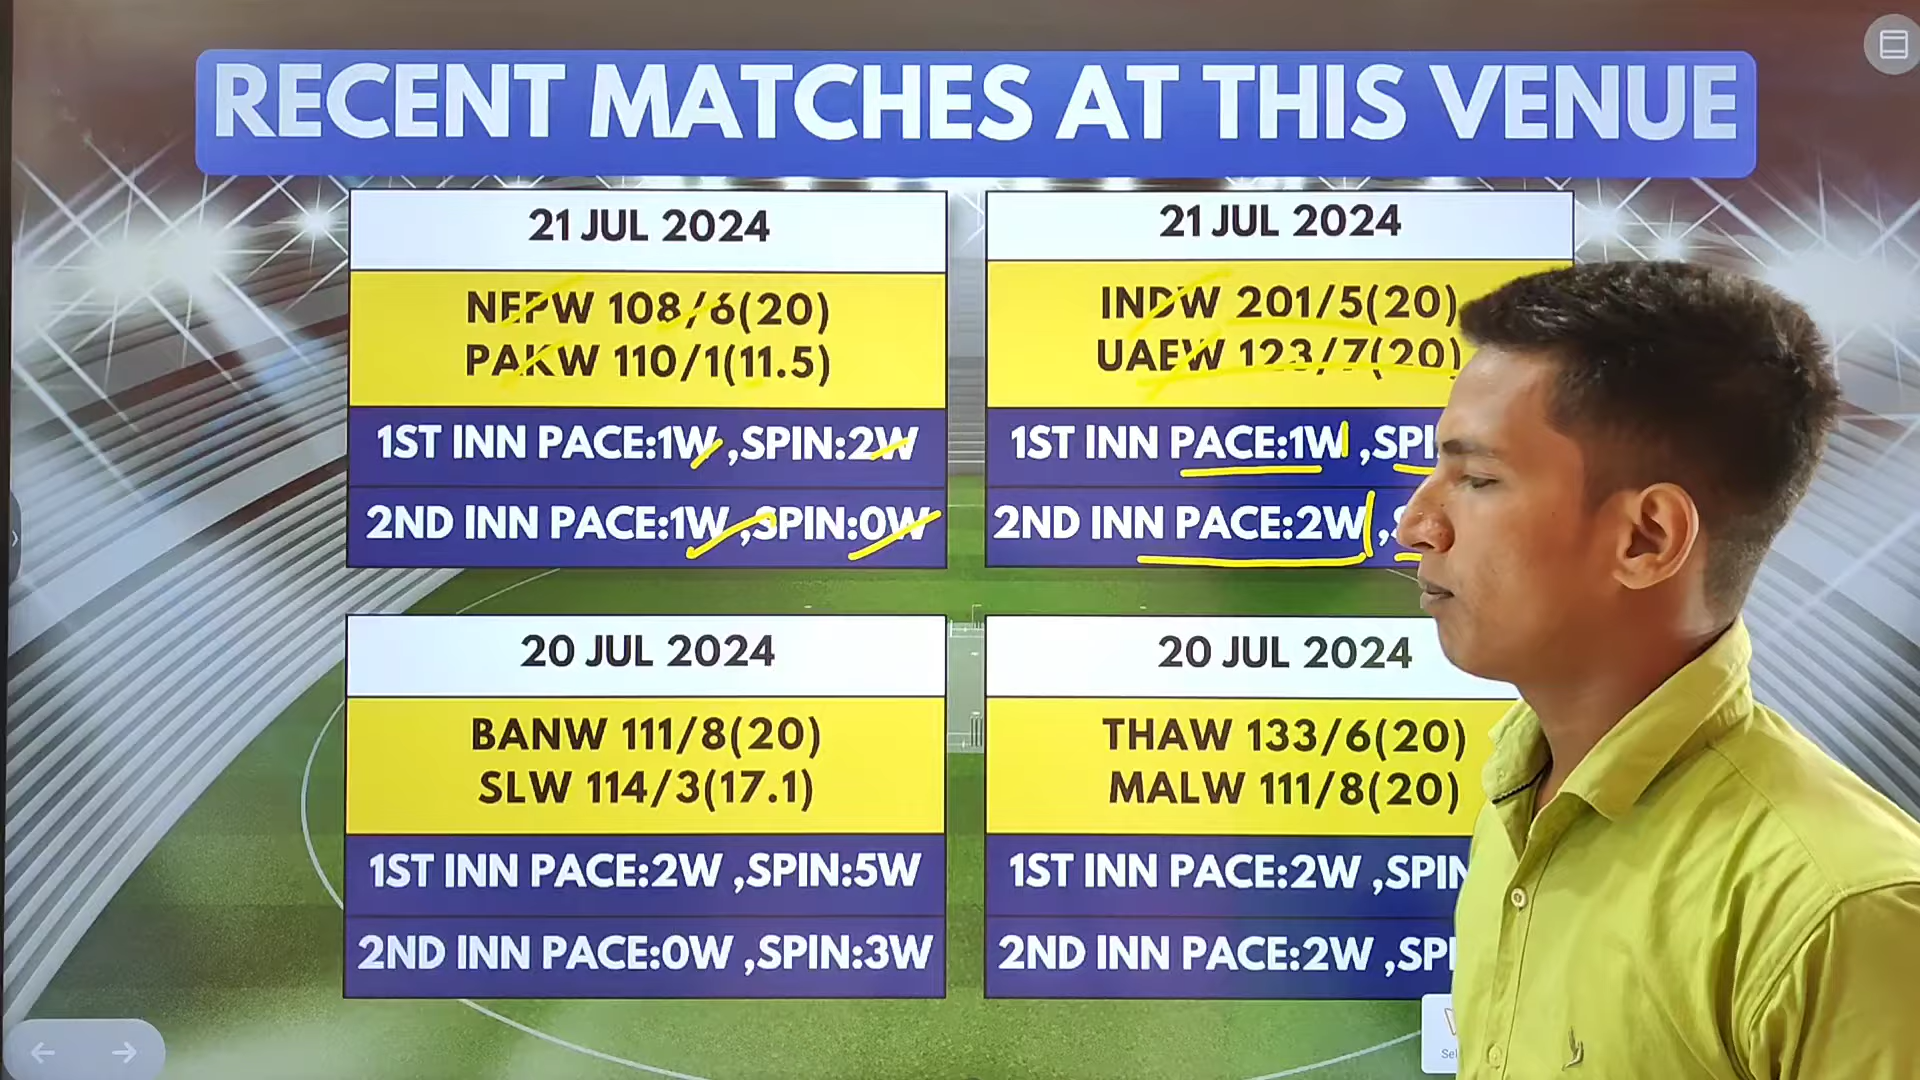 RECENT MATCHES AT THIS VENUE
21 JUL 2024
NEPW 108/6(20)
PAKW 110/1(11.5)
1ST INN PACE:1W ,SPIN:2W
2ND INN PACE:1W ,SPIN:0W
21 JUL 2024
INDW 201/5(20)
UAEW 123/7(20)
1ST INN PACE:1W ,
2ND INN PACE:2W ,
20 JUL 2024
BANW 111/8(20)
SLW 114/3(17.1)
1ST INN PACE:2W ,SPIN:5W
2ND INN PACE:0W ,SPIN:3W
20 JUL 2024
THAW 133/6(20)
MALW 111/8(20)
1ST INN PACE:2W ,
2ND INN PACE:2W ,